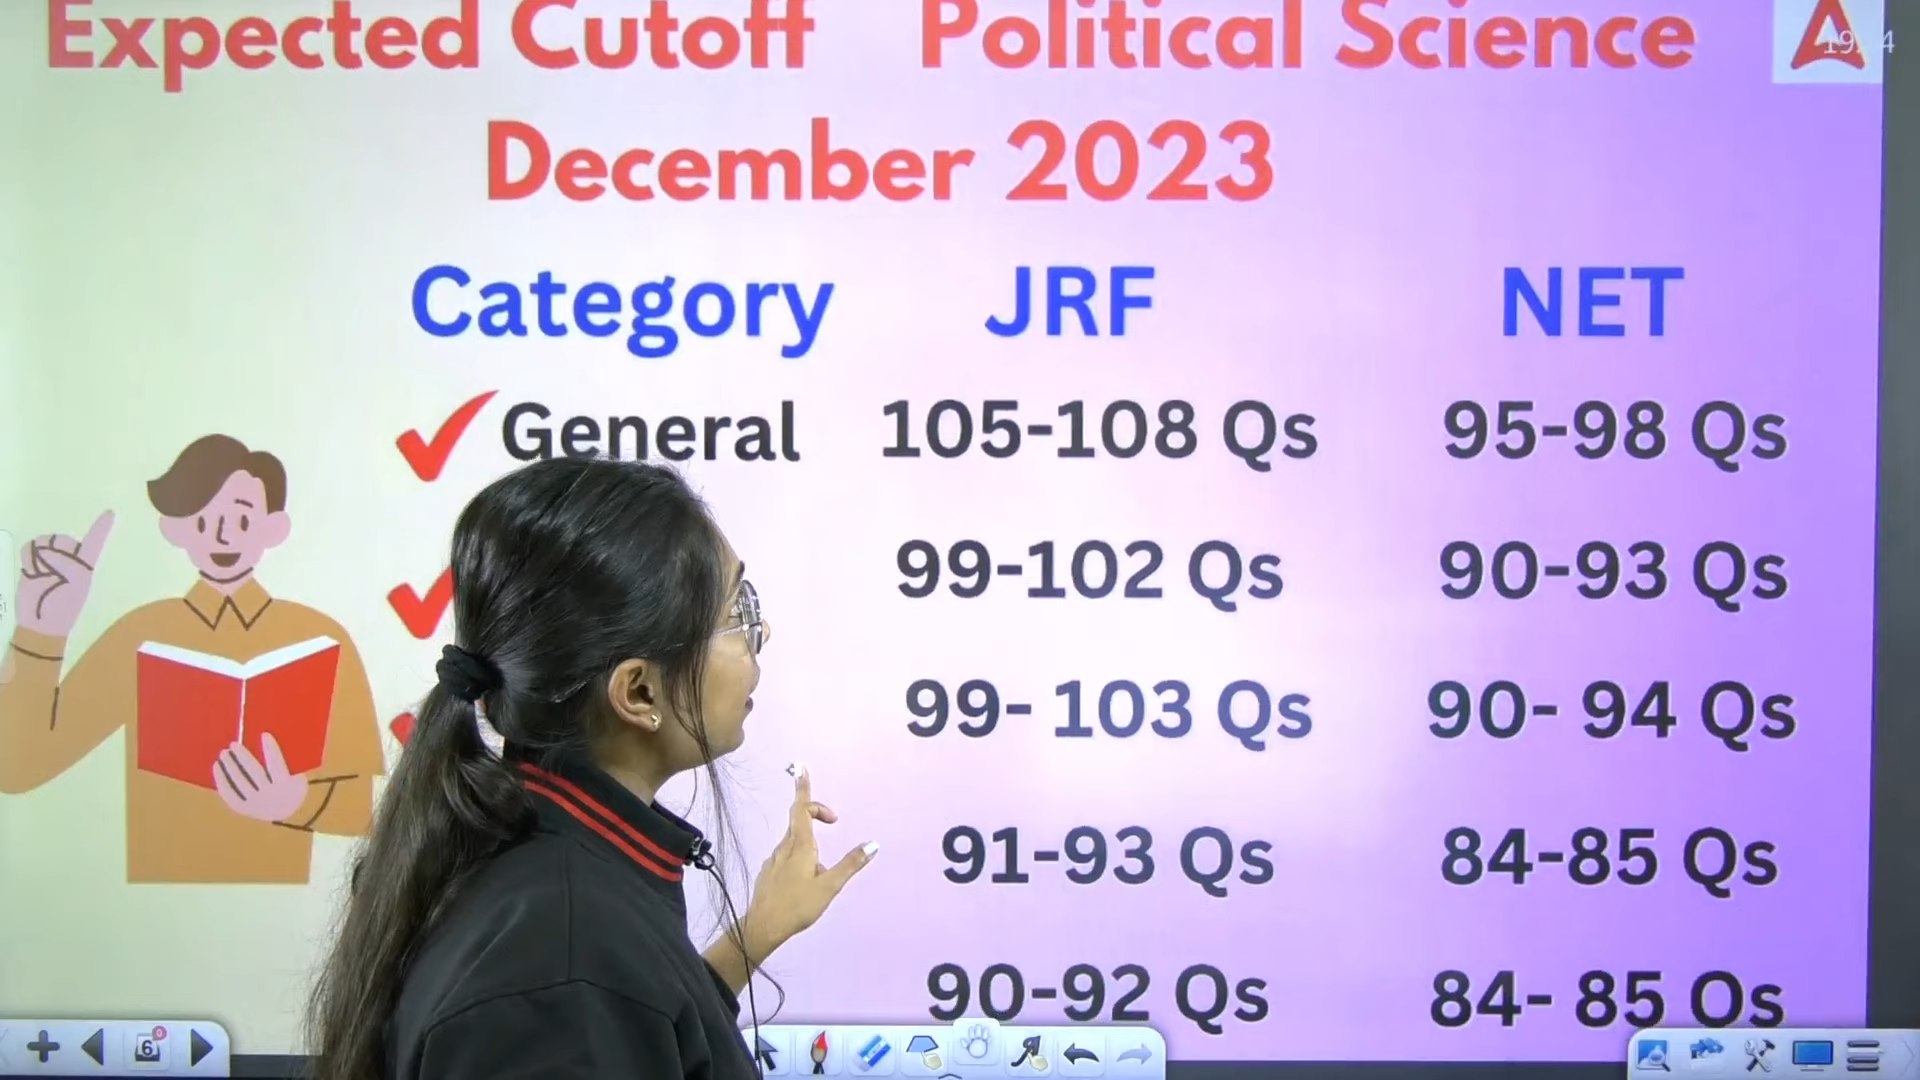 Expected Cutoff Political Science
December 2023
Category JRF NET
General 105-108 Qs 95-98 Qs
99-102 Qs 90-93 Qs
99- 103 Qs 90- 94 Qs
91-93 Qs 84-85 Qs
90-92 Qs 84- 85 Qs
6
0